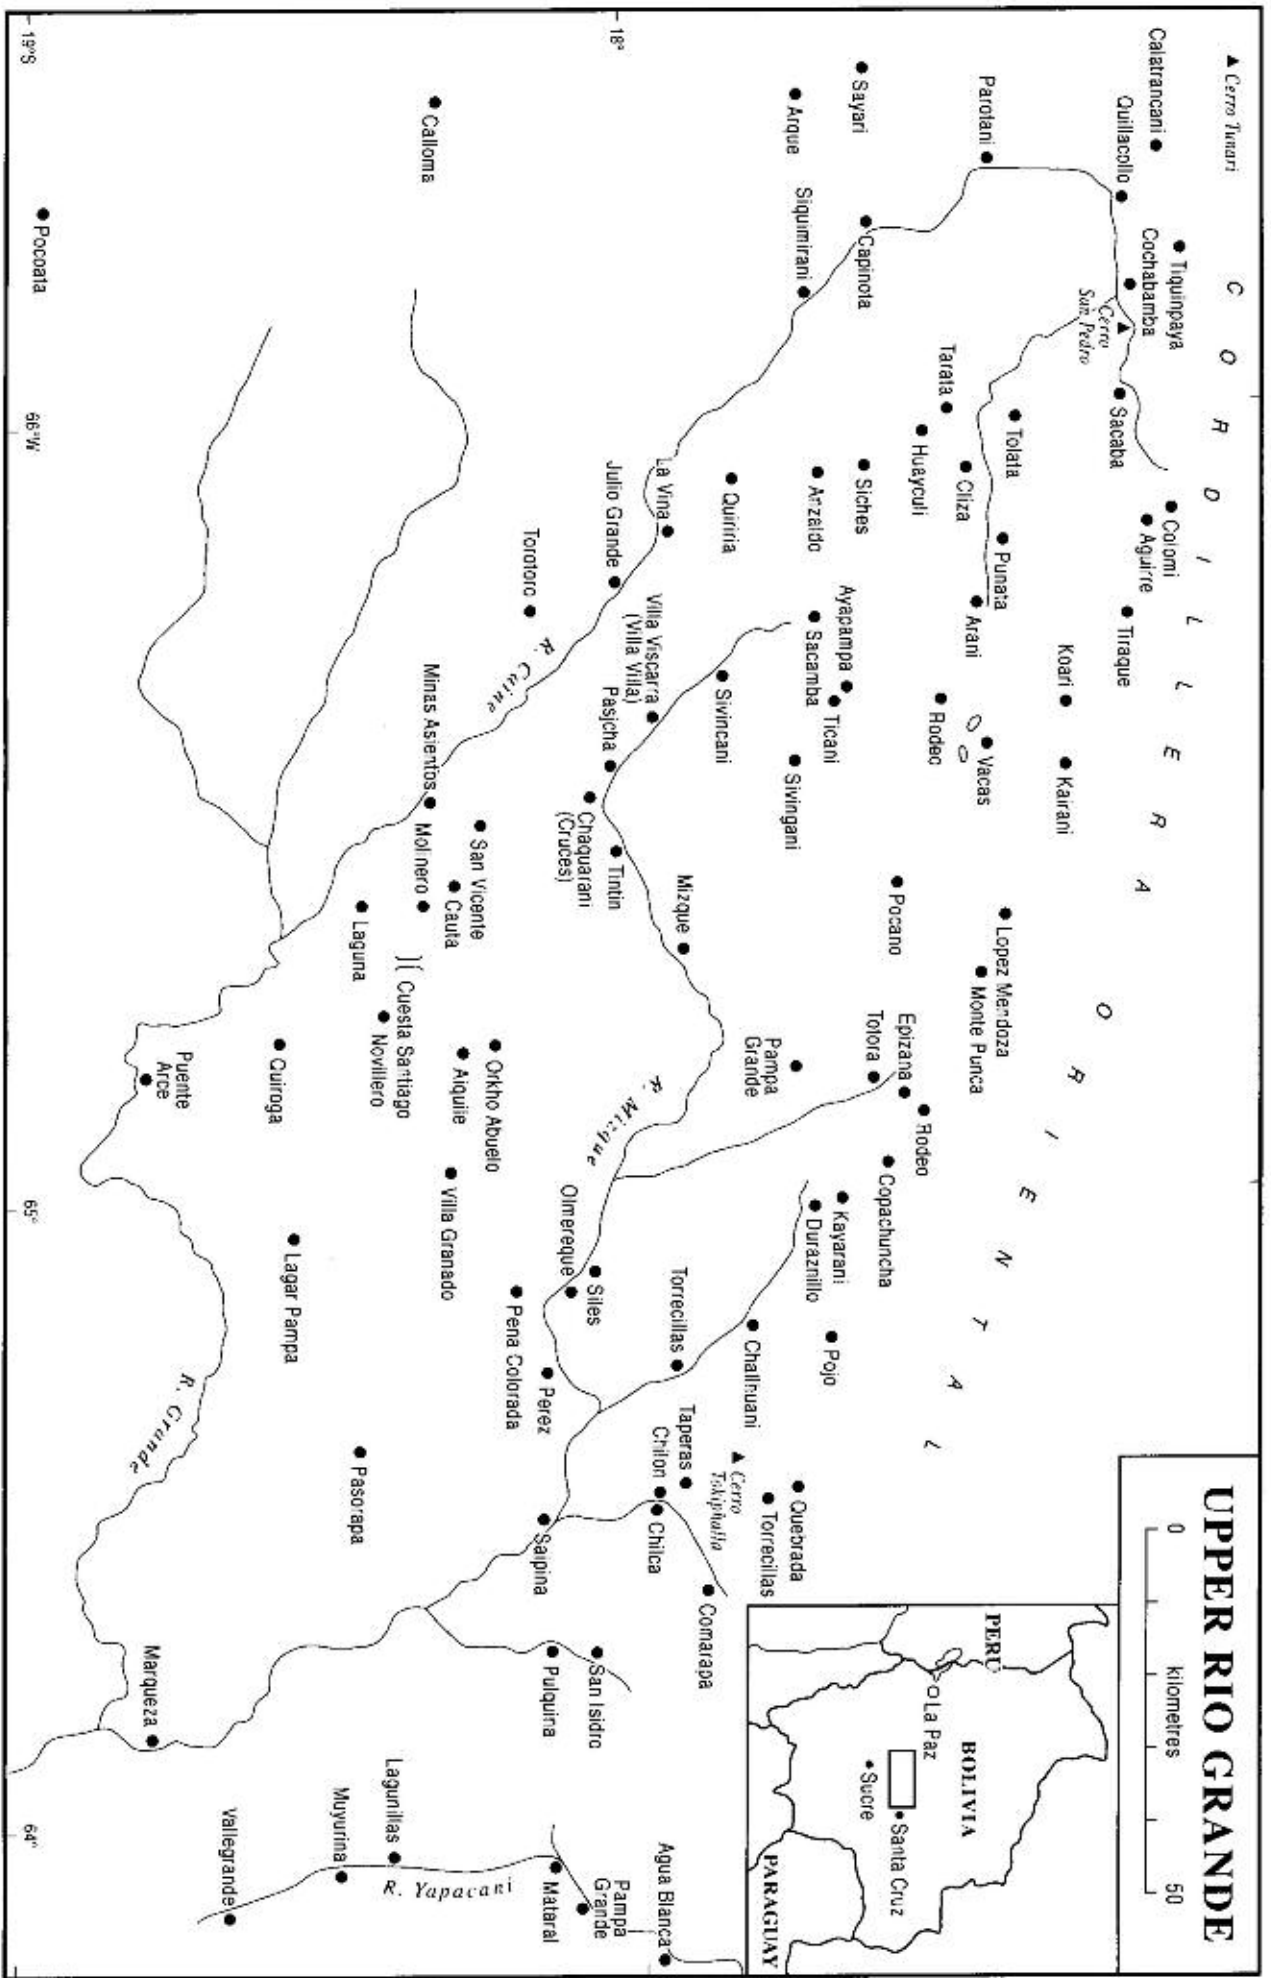 UPPER RIO GRANDE
0 kilometres 50
PERU
La Paz
BOLIVIA
Santa Cruz
Sucre
PARAGUAY
CORDILLERA ORIENTAL
Cerro Tunari
Calatrancani
Quillacollo
Tiquinpaya
Cochabamba
Cerro
San Pedro
Sacaba
Colomi
Aguirre
Tiraque
Parotani
Tolata
Tarata
Cliza
Huayculi
Punata
Arani
Koari
Kairani
Vacas
Rodec
Lopez Mendoza
Monte Punca
Pocano
Sayari
Arque
Capinota
Siquimirani
Siches
Anzaldo
Quiriria
Ayapampa
Sacamba
Ticani
Sivingani
Sivincani
Epizana
Totora
Rodeo
Copachuncha
Pampa
Grande
Kayarani
Duraznillo
Pojo
Challhuani
Torrecillas
Cerro
Tokiphalla
Quebrada
Torrecillas
Taperas
Chilon
Chilca
Comarapa
18°
La Vina
Julio Grande
Villa Viscarra
(Villa Villa)
Pasjcha
Chaquarani
(Cruces)
Tintin
Mizque
R. Mizque
Torotoro
R. Caine
Olmereque
Siles
Pena Colorada
Perez
Saipina
San Isidro
Pulquina
Agua Blanca
Pampa
Grande
Mataral
R. Yapacani
Calloma
Minas Asientos
Molinero
San Vicente
Cauta
Laguna
Cuesta Santiago
Novillero
Orkho Abuelo
Aiquile
Villa Granado
Quiroga
Puente
Arce
Lagar Pampa
Pasorapa
R. Grande
Marqueza
Lagunillas
Muyurina
Vallegrande
Pocoata
19°S
66°W
65°
64°